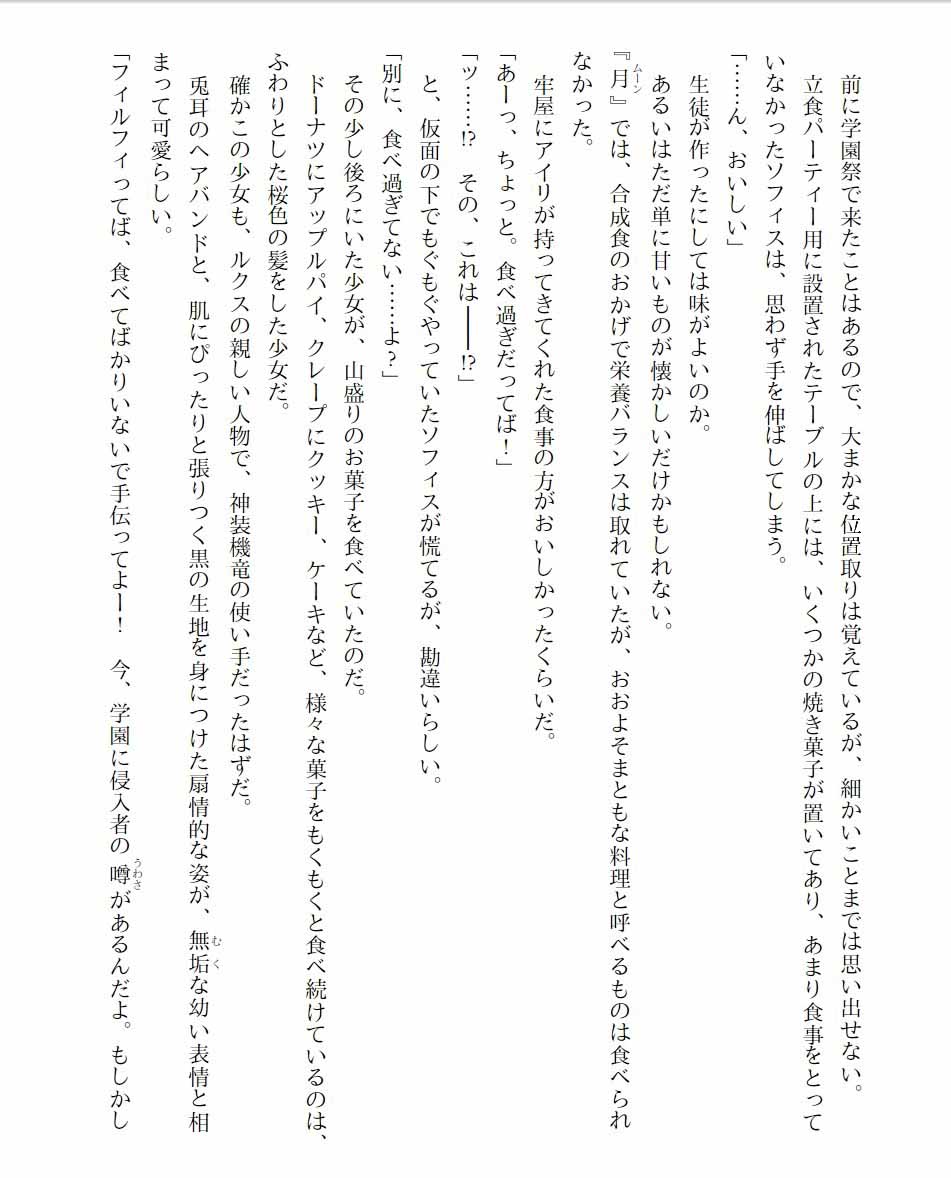 前に学園祭で来たことはあるので、大まかな位置取りは覚えているが、細かいことまでは思い出せない。
立食パーティー用に設置されたテーブルの上には、いくつかの焼き菓子が置いてあり、あまり食事をとって
いなかったソフィスは、思わず手を伸ばしてしまう。
「……ん、おいしい」
生徒が作ったにしては味がよいのか。
あるいはただ単に甘いものが懐かしいだけかもしれない。
『月』では、合成食のおかげで栄養バランスは取れていたが、おおよそまともな料理と呼べるものは食べられ
ムーン
なかった。
牢屋にアイリが持ってきてくれた食事の方がおいしかったくらいだ。
「あーっ、ちょっと。食べ過ぎだってば！」
「ッ……!?　その、これは――!?」
と、仮面の下でもぐもぐやっていたソフィスが慌てるが、勘違いらしい。
「別に、食べ過ぎてない……よ？」
その少し後ろにいた少女が、山盛りのお菓子を食べていたのだ。
ドーナツにアップルパイ、クレープにクッキー、ケーキなど、様々な菓子をもくもくと食べ続けているのは、
ふわりとした桜色の髪をした少女だ。
確かこの少女も、ルクスの親しい人物で、神装機竜の使い手だったはずだ。
兎耳のヘアバンドと、肌にぴったりと張りつく黒の生地を身につけた扇情的な姿が、無垢な幼い表情と相
むく
まって可愛らしい。
「フィルフィってば、食べてばかりいないで手伝ってよー！　今、学園に侵入者の噂があるんだよ。もしかし
うわさ